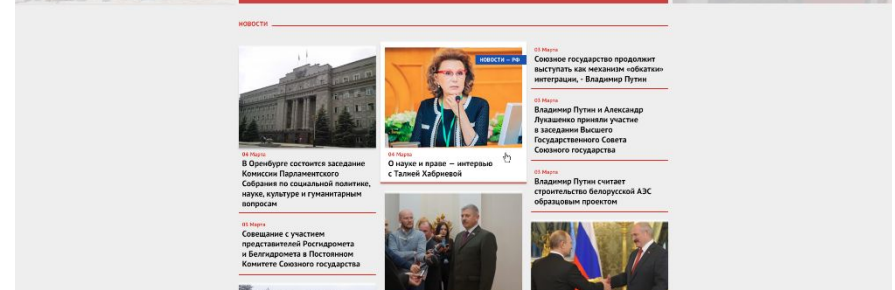 НОВОСТИ
04 Марта
В Оренбурге состоится заседание
Комиссии Парламентского
Собрания по социальной политике,
науке, культуре и гуманитарным
вопросам
03 Марта
Совещание с участием
представителей Росгидромета
и Белгидромета в Постоянном
Комитете Союзного государства
НОВОСТИ — РФ
04 Марта
О науке и праве — интервью
с Талией Хабриевой
03 Марта
Союзное государство продолжит
выступать как механизм «обкатки»
интеграции, - Владимир Путин
03 Марта
Владимир Путин и Александр
Лукашенко приняли участие
в заседании Высшего
Государственного Совета
Союзного государства
03 Марта
Владимир Путин считает
строительство белорусской АЭС
образцовым проектом